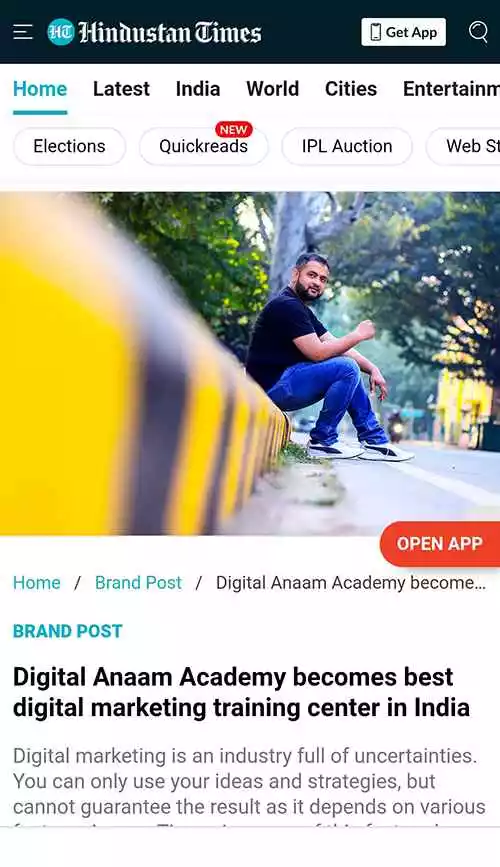 HT Hindustan Times Get App
Home Latest India World Cities Entertainm
NEW
Elections Quickreads IPL Auction Web St
OPEN APP
Home / Brand Post / Digital Anaam Academy become...
BRAND POST
Digital Anaam Academy becomes best
digital marketing training center in India
Digital marketing is an industry full of uncertainties.
You can only use your ideas and strategies, but
cannot guarantee the result as it depends on various